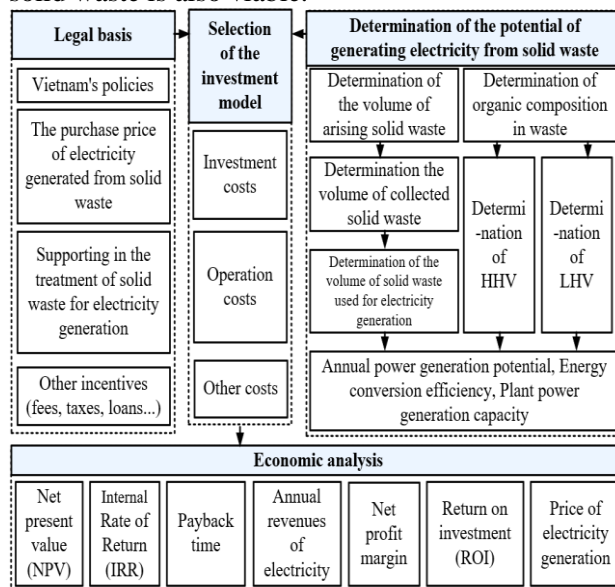 solid waste is also viable.
Legal basis
Selection
of the
investment
model
Determination of the potential of
generating electricity from solid waste
Vietnam's policies
The purchase price
of electricity
generated from solid
waste
Supporting in the
treatment of solid
waste for electricity
generation
Other incentives
(fees, taxes, loans...)
Investment
costs
Operation
costs
Other costs
Determination of
the volume of
arising solid waste
Determination the
volume of collected
solid waste
Determination of the
volume of solid waste
used for electricity
generation
Determination of
organic composition
in waste
Determi
-nation
of
HHV
Determi
-nation
of
LHV
Annual power generation potential, Energy
conversion efficiency, Plant power
generation capacity
Economic analysis
Net
present
value
(NPV)
Internal
Rate of
Return
(IRR)
Payback
time
Annual
revenues
of
electricity
Net
profit
margin
Return on
investment
(ROI)
Price of
electricity
generation